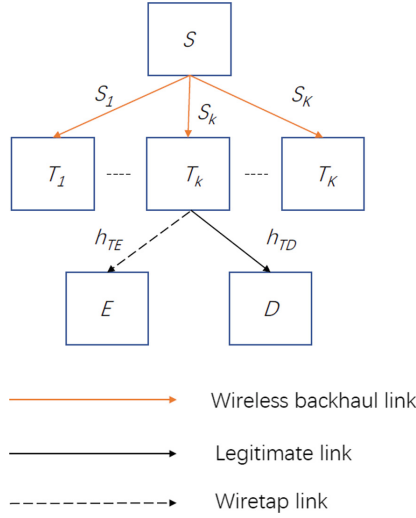 S
S1 Sk SK
T1 ---- Tk ---- TK
hTE hTD
E D
Wireless backhaul link
Legitimate link
Wiretap link